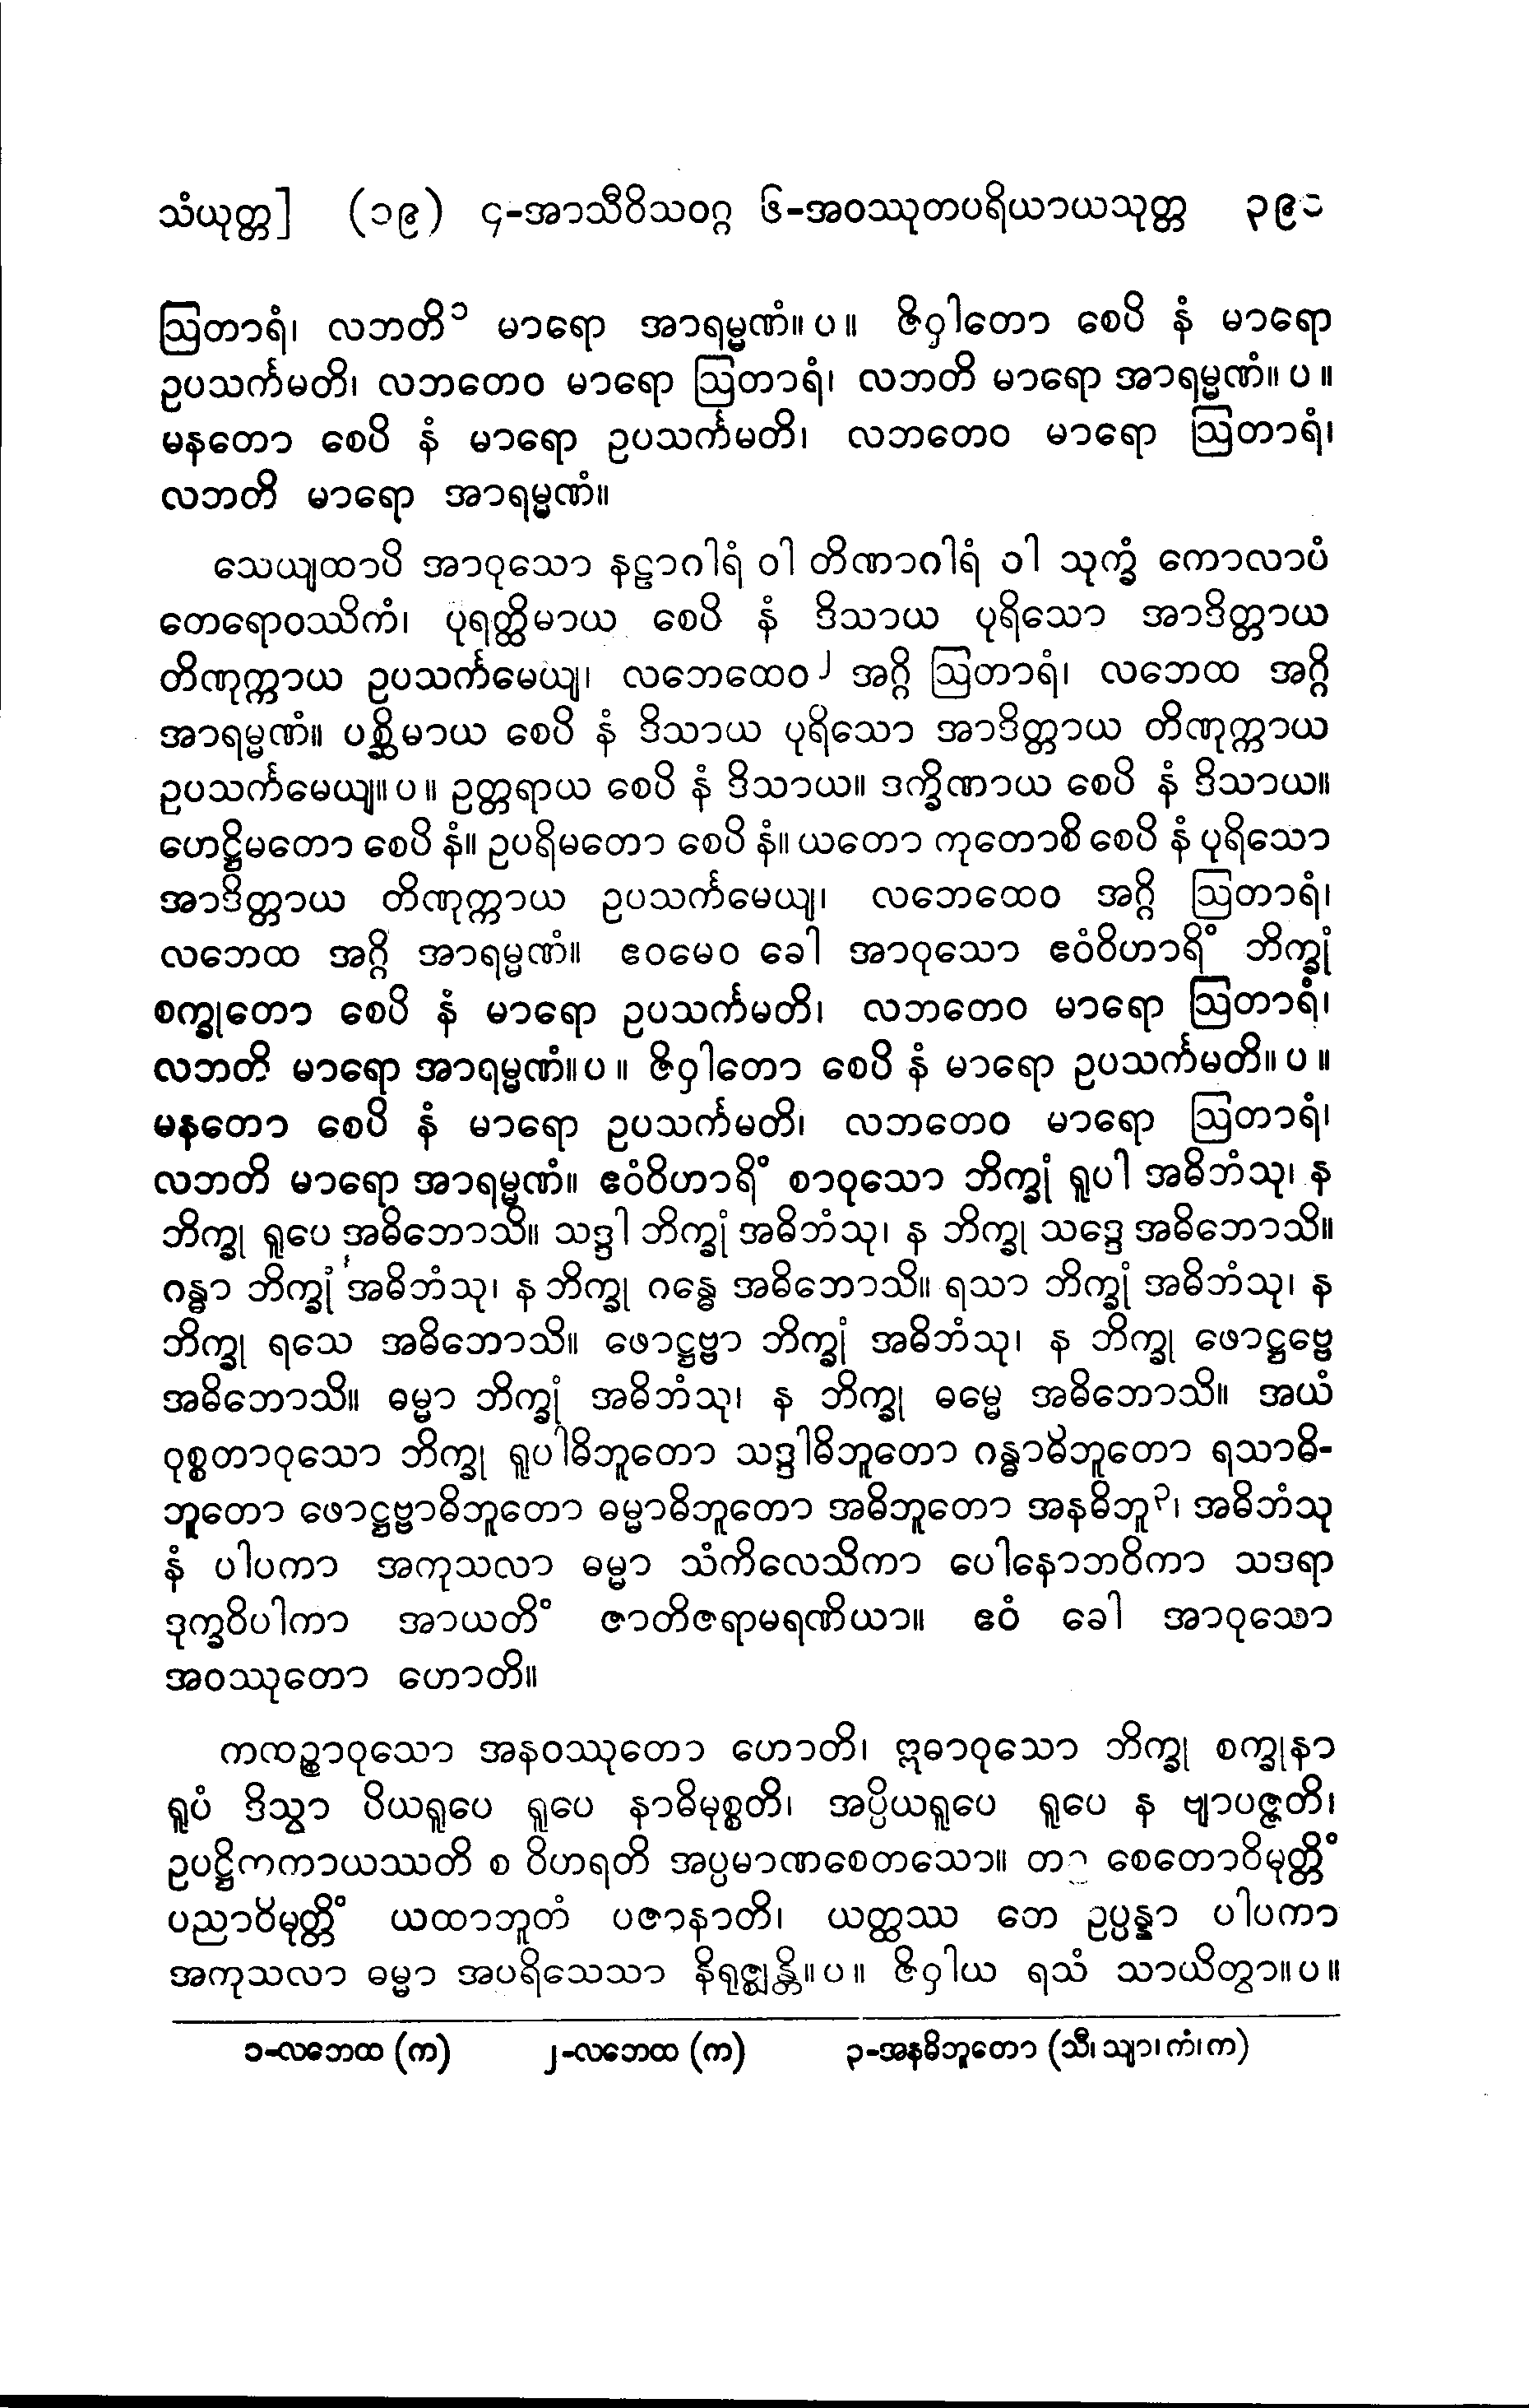 သံယုတ္တ] (၁၉) ၄-အာသီဝိသဝဂ္ဂ ၆-အဝဿုတပရိယာယသုတ္တ ၃၉၁
ဩတာရံ၊ လဘတိ၁ မာရော အာရမ္မဏံ။ပ။ ဇိဝှါတော စေပိ နံ မာရော
ဥပသင်္ကမတိ၊ လဘတေဝ မာရော ဩတာရံ၊ လဘတိ မာရော အာရမ္မဏံ။ပ။
မနတော စေပိ နံ မာရော ဥပသင်္ကမတိ၊ လဘတေဝ မာရော ဩတာရံ၊
လဘတိ မာရော အာရမ္မဏံ။
သေယျထာပိ အာဝုသော နဠာဂါရံ ဝါ တိဏာဂါရံ ဝါ သုက္ခံ ကောလာပံ
တေရောဝဿိကံ၊ ပုရတ္ထိမာယ စေပိ နံ ဒိသာယ ပုရိသော အာဒိတ္တာယ
တိဏုက္ကာယ ဥပသင်္ကမေယျ၊ လဘေထေဝ၂ အဂ္ဂိ ဩတာရံ၊ လဘေထ အဂ္ဂိ
အာရမ္မဏံ။ ပစ္ဆိမာယ စေပိ နံ ဒိသာယ ပုရိသော အာဒိတ္တာယ တိဏုက္ကာယ
ဥပသင်္ကမေယျ။ပ။ ဥတ္တရာယ စေပိ နံ ဒိသာယ။ ဒက္ခိဏာယ စေပိ နံ ဒိသာယ။
ဟေဋ္ဌိမတော စေပိ နံ။ ဥပရိမတော စေပိ နံ။ ယတော ကုတောစိ စေပိ နံ ပုရိသော
အာဒိတ္တာယ တိဏုက္ကာယ ဥပသင်္ကမေယျ၊ လဘေထေဝ အဂ္ဂိ ဩတာရံ၊
လဘေထ အဂ္ဂိ အာရမ္မဏံ။ ဧဝမေဝ ခေါ အာဝုသော ဧဝံဝိဟာရိံ ဘိက္ခုံ
စက္ခုတော စေပိ နံ မာရော ဥပသင်္ကမတိ၊ လဘတေဝ မာရော ဩတာရံ၊
လဘတိ မာရော အာရမ္မဏံ။ပ။ ဇိဝှါတော စေပိ နံ မာရော ဥပသင်္ကမတိ။ပ။
မနတော စေပိ နံ မာရော ဥပသင်္ကမတိ၊ လဘတေဝ မာရော ဩတာရံ၊
လဘတိ မာရော အာရမ္မဏံ။ ဧဝံဝိဟာရိံ စာဝုသော ဘိက္ခုံ ရူပါ အဓိဘံသု၊ န
ဘိက္ခု ရူပေ အဓိဘောသိ။ သဒ္ဒါ ဘိက္ခုံ အဓိဘံသု၊ န ဘိက္ခု သဒ္ဒေ အဓိဘောသိ။
ဂန္ဓာ ဘိက္ခုံ အဓိဘံသု၊ န ဘိက္ခု ဂန္ဓေ အဓိဘောသိ။ ရသာ ဘိက္ခုံ အဓိဘံသု၊ န
ဘိက္ခု ရသေ အဓိဘောသိ။ ဖောဋ္ဌဗ္ဗာ ဘိက္ခုံ အဓိဘံသု၊ န ဘိက္ခု ဖောဋ္ဌဗ္ဗေ
အဓိဘောသိ။ ဓမ္မာ ဘိက္ခုံ အဓိဘံသု၊ န ဘိက္ခု ဓမ္မေ အဓိဘောသိ။ အယံ
ဝုစ္စတာဝုသော ဘိက္ခု ရူပါဓိဘူတော သဒ္ဒါဓိဘူတော ဂန္ဓာဓိဘူတော ရသာဓိ-
ဘူတော ဖောဋ္ဌဗ္ဗာဓိဘူတော ဓမ္မာဓိဘူတော အဓိဘူတော အနဓိဘူ၃၊ အဓိဘံသု
နံ ပါပကာ အကုသလာ ဓမ္မာ သံကိလေသိကာ ပေါနောဘဝိကာ သဒရာ
ဒုက္ခဝိပါကာ အာယတိံ ဇာတိဇရာမရဏိယာ။ ဧဝံ ခေါ အာဝုသော
အဝဿုတော ဟောတိ။
ကထဉ္စာဝုသော အနဝဿုတော ဟောတိ၊ ဣဓာဝုသော ဘိက္ခု စက္ခုနာ
ရူပံ ဒိသွာ ပိယရူပေ ရူပေ နာဓိမုစ္စတိ၊ အပ္ပိယရူပေ ရူပေ န ဗျာပဇ္ဇတိ၊
ဥပဋ္ဌိတကာယဿတိ စ ဝိဟရတိ အပ္ပမာဏစေတသော။ တဉ္စ စေတောဝိမုတ္တိံ
ပညာဝိမုတ္တိံ ယထာဘူတံ ပဇာနာတိ၊ ယတ္ထဿ တေ ဥပ္ပန္နာ ပါပကာ
အကုသလာ ဓမ္မာ အပရိသေသာ နိရုဇ္ဈန္တိ။ပ။ ဇိဝှါယ ရသံ သာယိတွာ။ပ။
၁-လဘေထ (က) ၂-လဘေထ (က) ၃-အနဓိဘူတော (သီ၊ သျာ၊ ကံ၊ က)